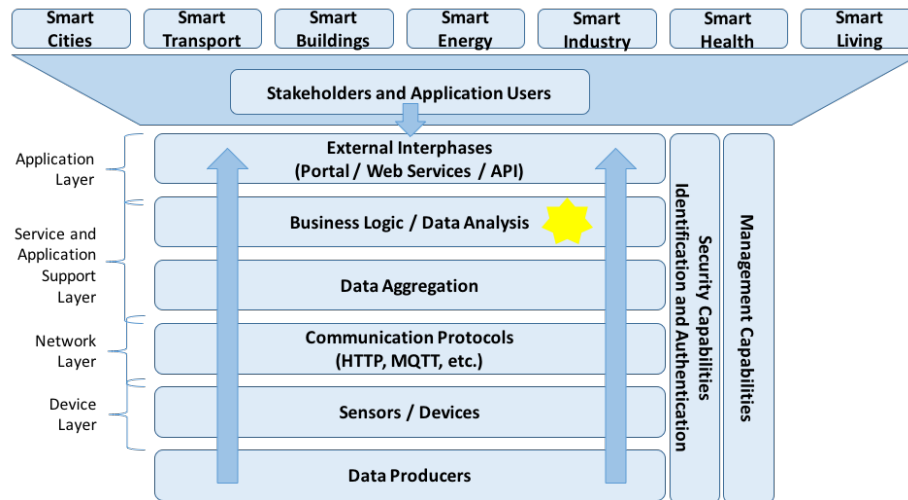 Smart
Cities
Smart
Transport
Smart
Buildings
Smart
Energy
Smart
Industry
Smart
Health
Smart
Living
Stakeholders and Application Users
Application
Layer
External Interphases
(Portal / Web Services / API)
Service and
Application
Support
Layer
Business Logic / Data Analysis
Data Aggregation
Network
Layer
Communication Protocols
(HTTP, MQTT, etc.)
Device
Layer
Sensors / Devices
Data Producers
Security Capabilities
Identification and Authentication
Management Capabilities